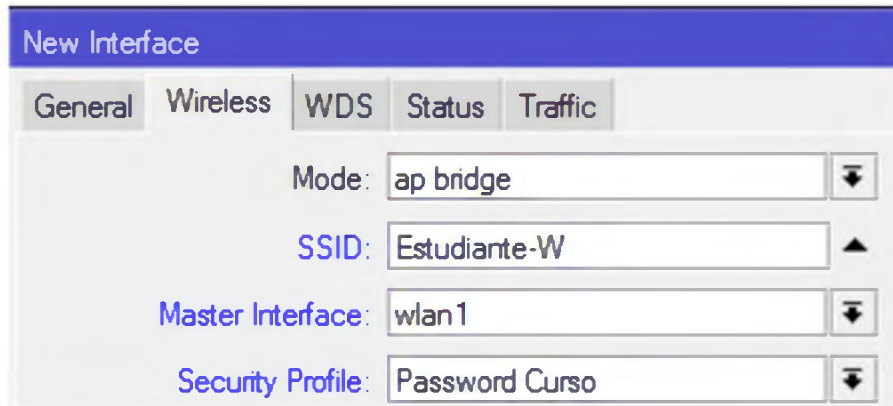 New Interface
General Wireless WDS Status Traffic
Mode: ap bridge
SSID: Estudiante-W
Master Interface: wlan1
Security Profile: Password Curso